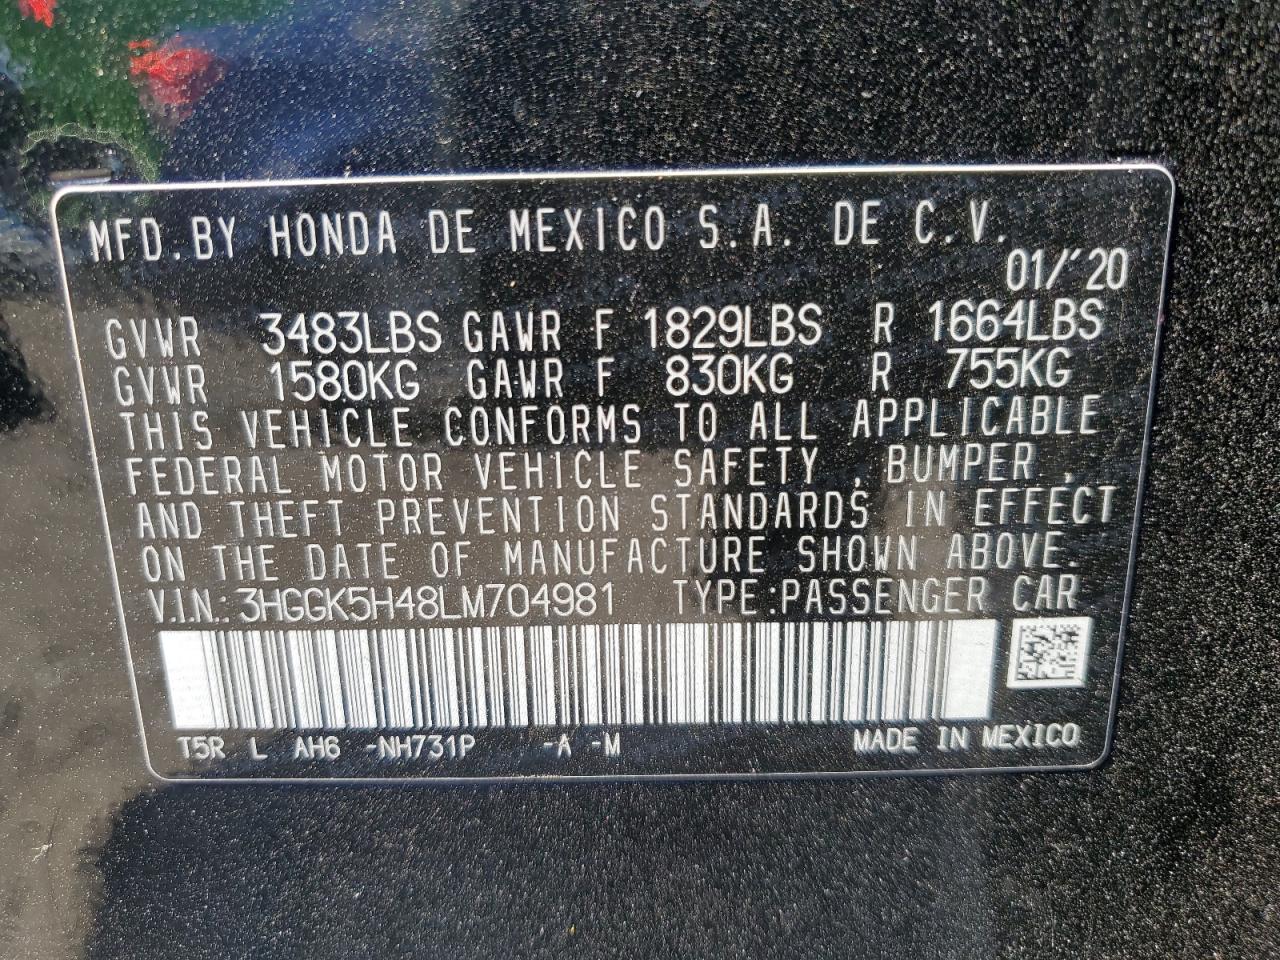 MFD.BY HONDA DE MEXICO S.A. DE C.V.
01/'20
GVWR 3483LBS GAWR F 1829LBS R 1664LBS
GVWR 1580KG GAWR F 830KG R 755KG
THIS VEHICLE CONFORMS TO ALL APPLICABLE
FEDERAL MOTOR VEHICLE SAFETY , BUMPER ,
AND THEFT PREVENTION STANDARDS IN EFFECT
ON THE DATE OF MANUFACTURE SHOWN ABOVE.
V.I.N.: 3HGGK5H48LM704981 TYPE:PASSENGER CAR
T5R L AH6 -NH731P -A -M MADE IN MEXICO